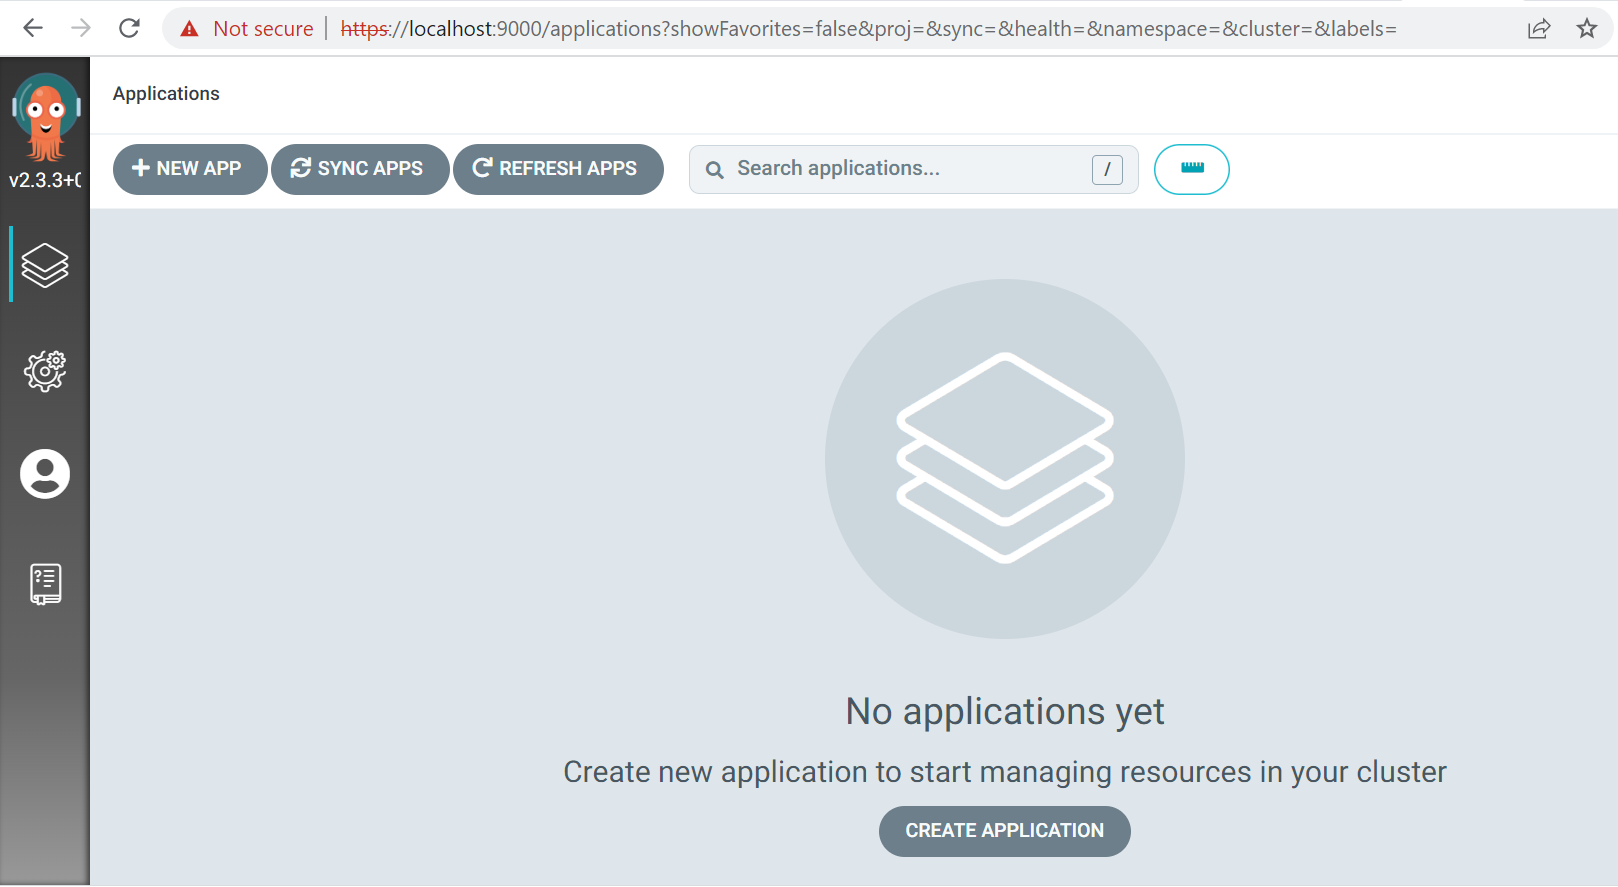 Not secure | https://localhost:9000/applications?showFavorites=false&proj=&sync=&health=&namespace=&cluster=&labels=
v2.3.3+0
Applications
NEW APP SYNC APPS REFRESH APPS Search applications... /
No applications yet
Create new application to start managing resources in your cluster
CREATE APPLICATION